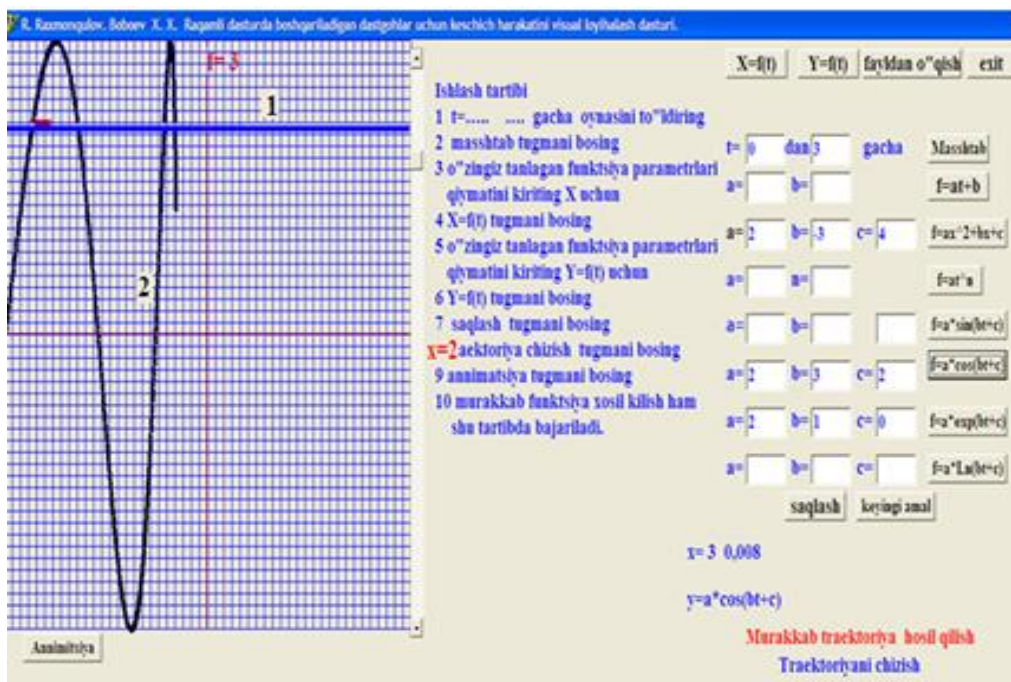 R. Raxmonqulov. Boboev X. X. Raqamli dasturda boshqariladigan dastgohlar uchun keschich harakatini visual loyihalash dasturi.
f= 3
1
2
Annimitsiya
Ishlash tartibi
1 t=..... .... gacha oynasini to"ldiring
2 masshtab tugmani bosing
3 o"zingiz tanlagan funktsiya parametrlari
qiymatini kiriting X uchun
4 X=f(t) tugmani bosing
5 o"zingiz tanlagan funktsiya parametrlari
qiymatini kiriting Y=f(t) uchun
6 Y=f(t) tugmani bosing
7 saqlash tugmani bosing
x=2 aektoriya chizish tugmani bosing
9 annimatsiya tugmani bosing
10 murakkab funktsiya xosil kilish ham
shu tartibda bajariladi.
X=f(t) Y=f(t) fayldan o"qish exit
t= 0 dan 3 gacha Masshtab
a= b= f=at+b
a= 2 b= -3 c= 4 f=ax^2+bx+c
a= n= f=at^n
a= b= f=a*sin(bt+c)
a= 2 b= 3 c= 2 f=a*cos(bt+c)
a= 2 b= 1 c= 0 f=a*exp(bt+c)
a= b= c= f=a*Ln(bt+c)
saqlash keyingi amal
x= 3 0,008
y=a*cos(bt+c)
Murakkab traektoriya hosil qilish
Traektoriyani chizish